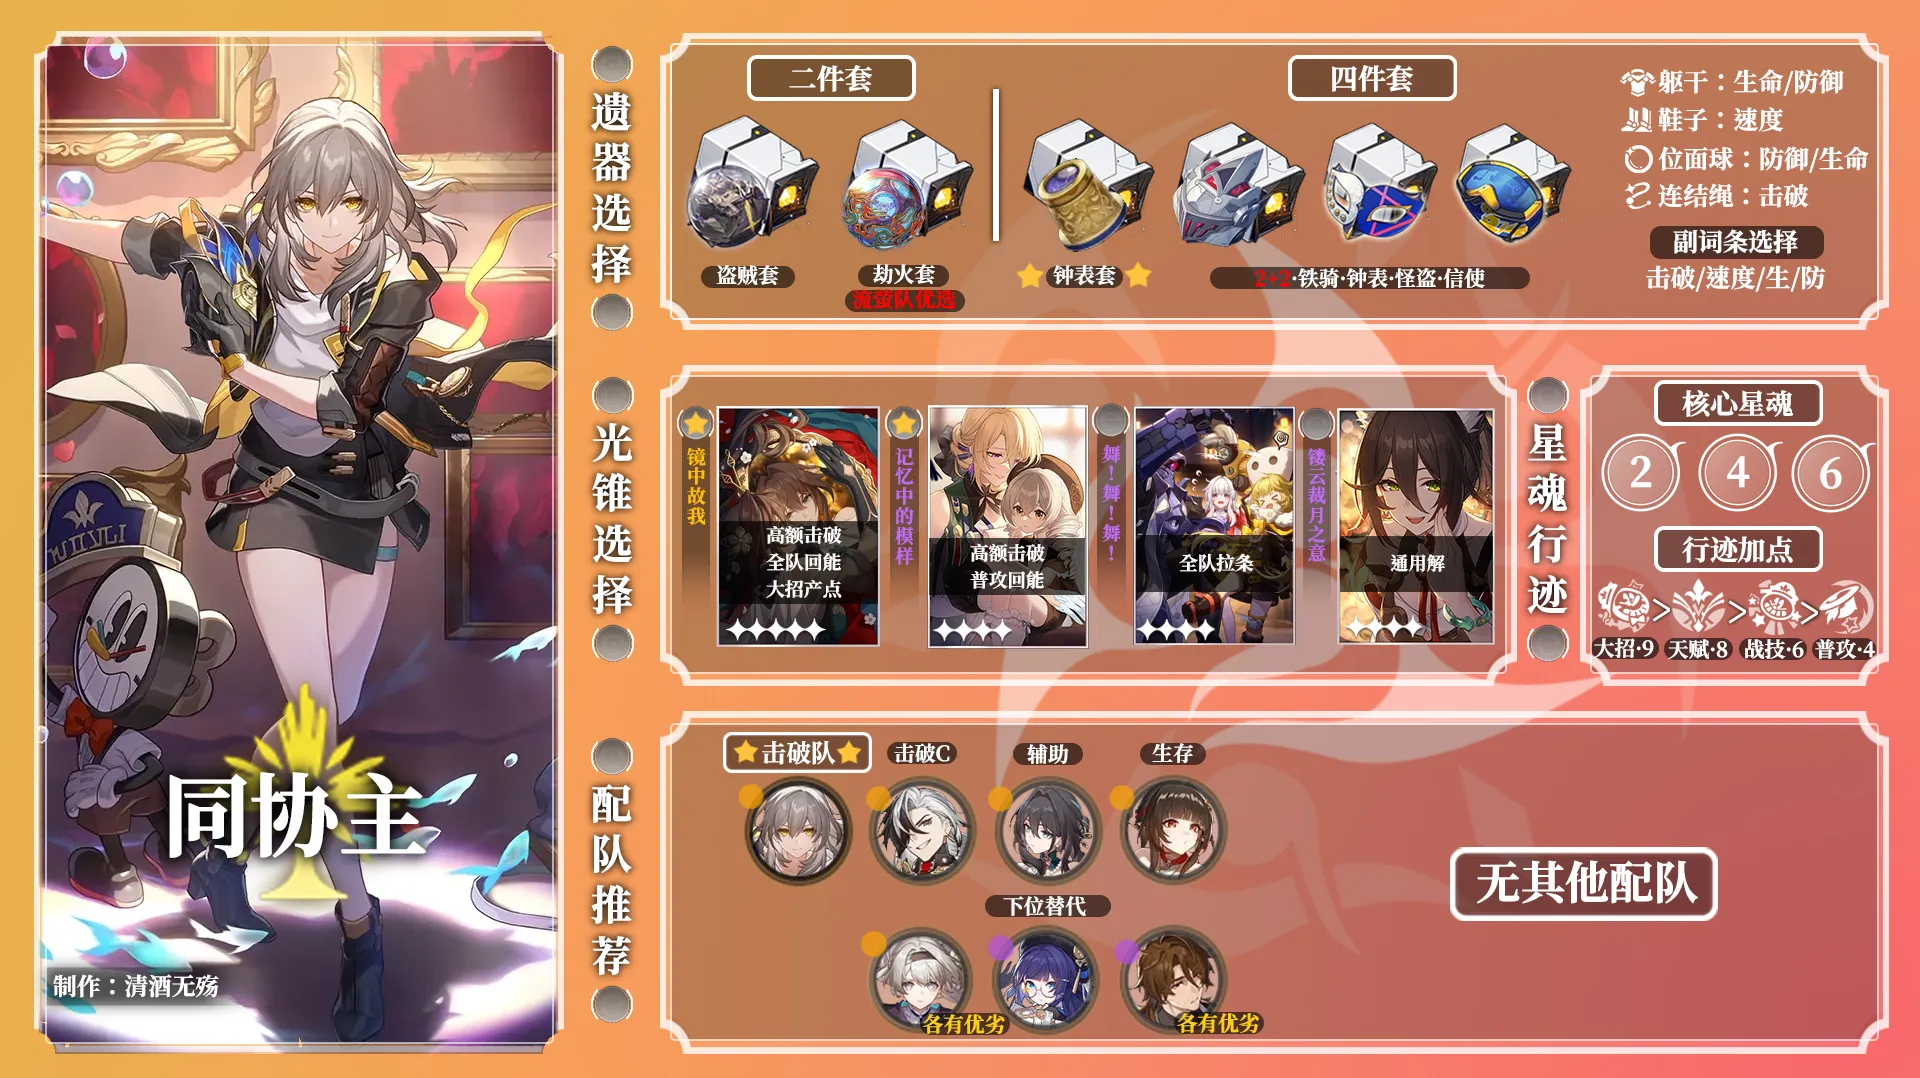 同协主
制作：清酒无殇
遗器选择
二件套
盗贼套
劫火套
流萤队优选
四件套
钟表套
2+2·铁骑·钟表·怪盗·信使
躯干：生命/防御
鞋子：速度
位面球：防御/生命
连结绳：击破
副词条选择
击破/速度/生/防
光锥选择
镜中故我
高额击破
全队回能
大招产点
记忆中的模样
高额击破
普攻回能
舞！舞！舞！
全队拉条
镂云裁月之意
通用解
星魂行迹
核心星魂
2 4 6
行迹加点
> > >
大招·9 天赋·8 战技·6 普攻·4
配队推荐
击破队 击破C 辅助 生存
下位替代
各有优劣 各有优劣
无其他配队